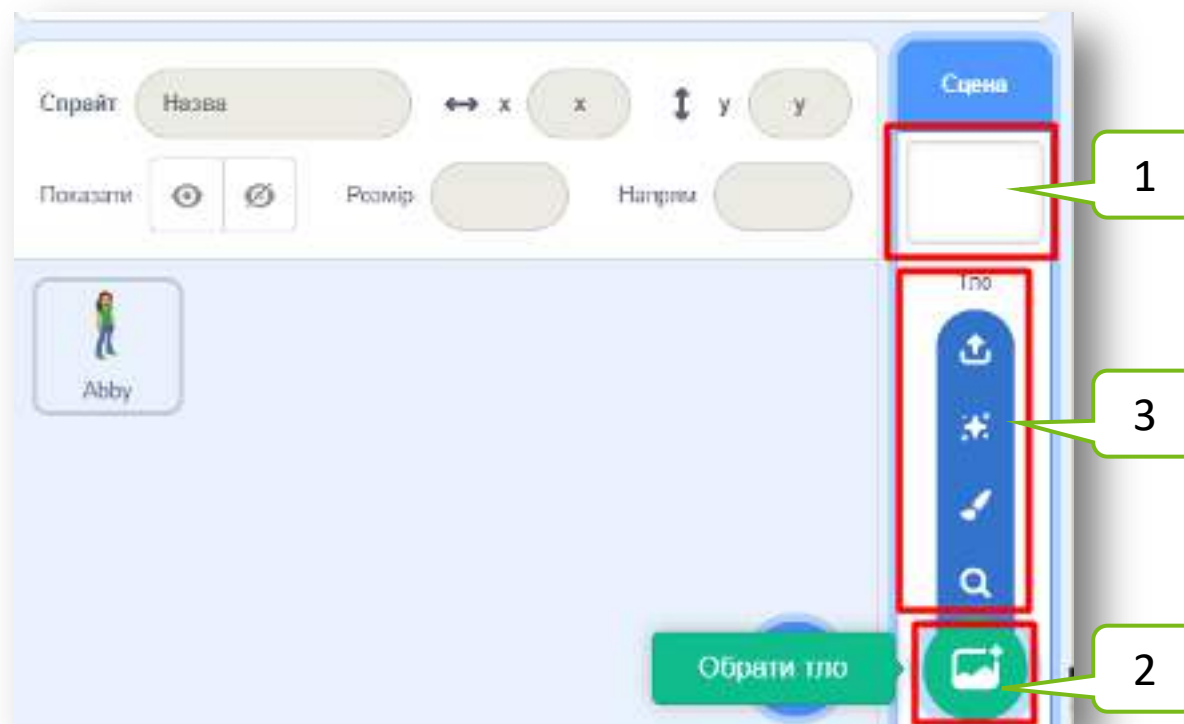 Спрайт Назва x x y y
Сцена
Показати Розмір Напрям
1
Тло
Abby
3
Обрати тло
2